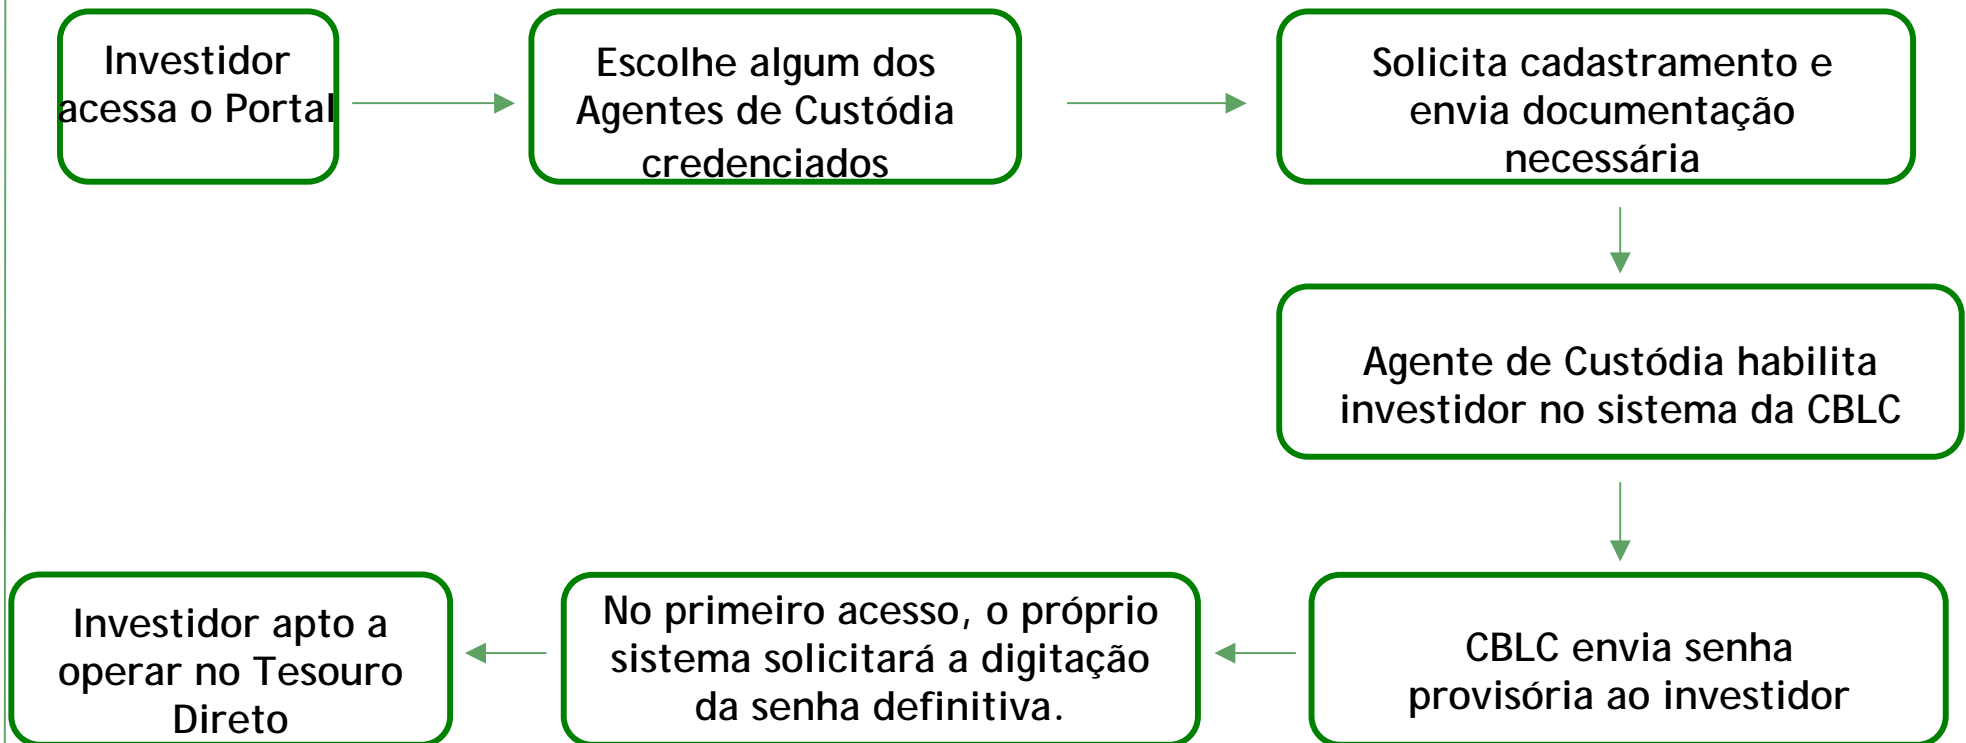 Investidor
acessa o Portal
Escolhe algum dos
Agentes de Custódia
credenciados
Solicita cadastramento e
envia documentação
necessária
Agente de Custódia habilita
investidor no sistema da CBLC
CBLC envia senha
provisória ao investidor
No primeiro acesso, o próprio
sistema solicitará a digitação
da senha definitiva.
Investidor apto a
operar no Tesouro
Direto